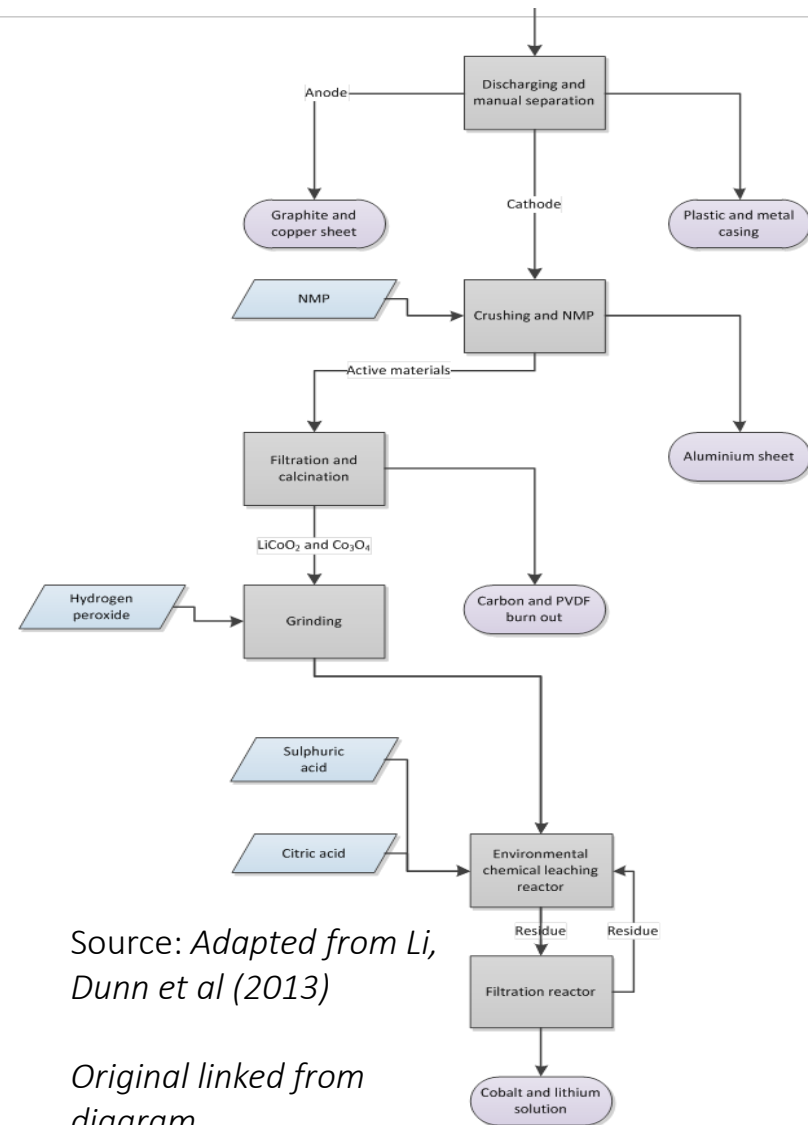 Discharging and
manual separation
Anode
Graphite and
copper sheet
Cathode
Plastic and metal
casing
NMP
Crushing and NMP
Active materials
Aluminium sheet
Filtration and
calcination
LiCoO₂ and Co₃O₄
Carbon and PVDF
burn out
Hydrogen
peroxide
Grinding
Sulphuric
acid
Citric acid
Environmental
chemical leaching
reactor
Residue
Residue
Filtration reactor
Cobalt and lithium
solution
Source: Adapted from Li,
Dunn et al (2013)
Original linked from
diagram